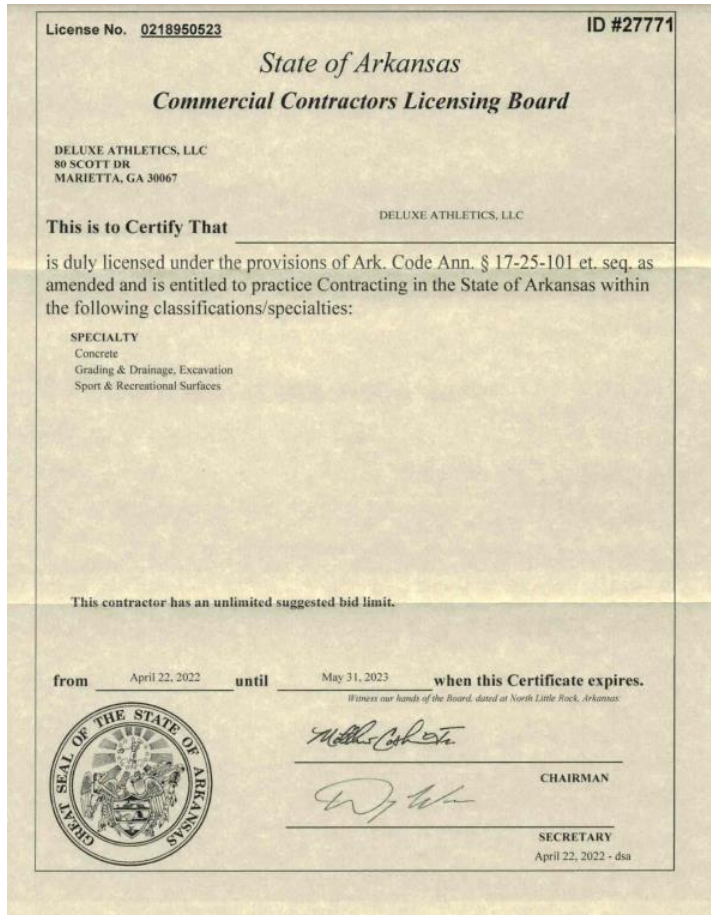 License No. 0218950523
ID #27771
State of Arkansas
Commercial Contractors Licensing Board
DELUXE ATHLETICS, LLC
80 SCOTT DR
MARIETTA, GA 30067
This is to Certify That DELUXE ATHLETICS, LLC
is duly licensed under the provisions of Ark. Code Ann. § 17-25-101 et. seq. as
amended and is entitled to practice Contracting in the State of Arkansas within
the following classifications/specialties:
SPECIALTY
Concrete
Grading & Drainage, Excavation
Sport & Recreational Surfaces
This contractor has an unlimited suggested bid limit.
from April 22, 2022 until May 31, 2023 when this Certificate expires.
Witness our hands of the Board, dated at North Little Rock, Arkansas:
GREAT SEAL OF THE STATE OF ARKANSAS
CHAIRMAN
SECRETARY
April 22, 2022 - dsa